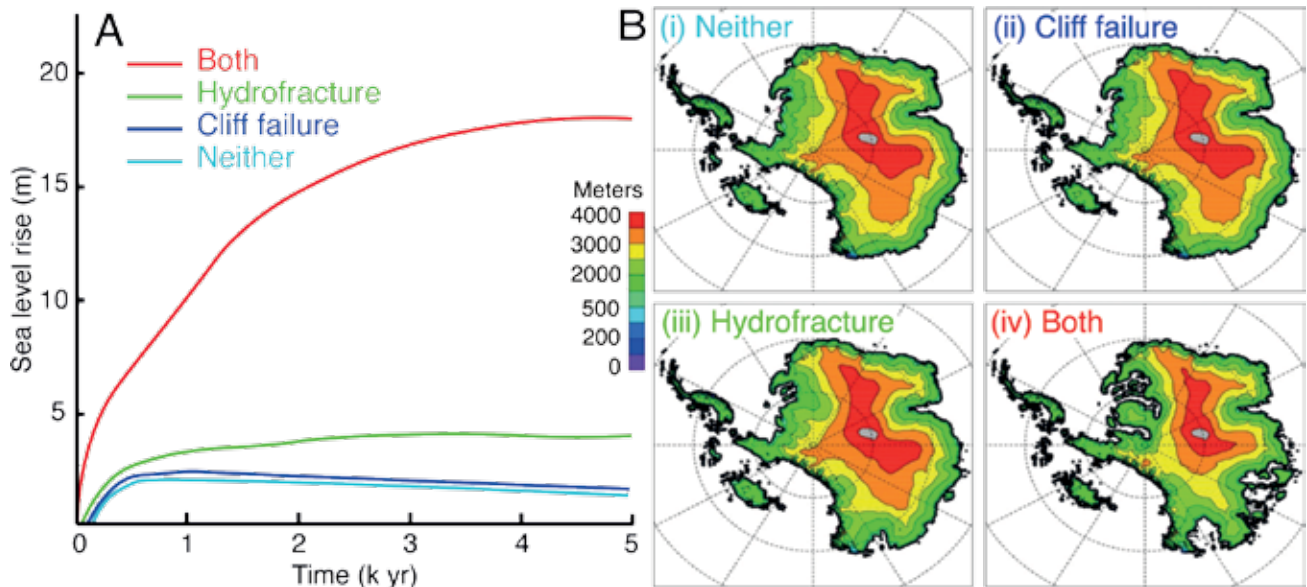 A
Both
Hydrofracture
Cliff failure
Neither
Sea level rise (m)
20
15
10
5
0
1
2
3
4
5
Time (k yr)
Meters
4000
3000
2000
500
200
0
B
(i) Neither
(ii) Cliff failure
(iii) Hydrofracture
(iv) Both